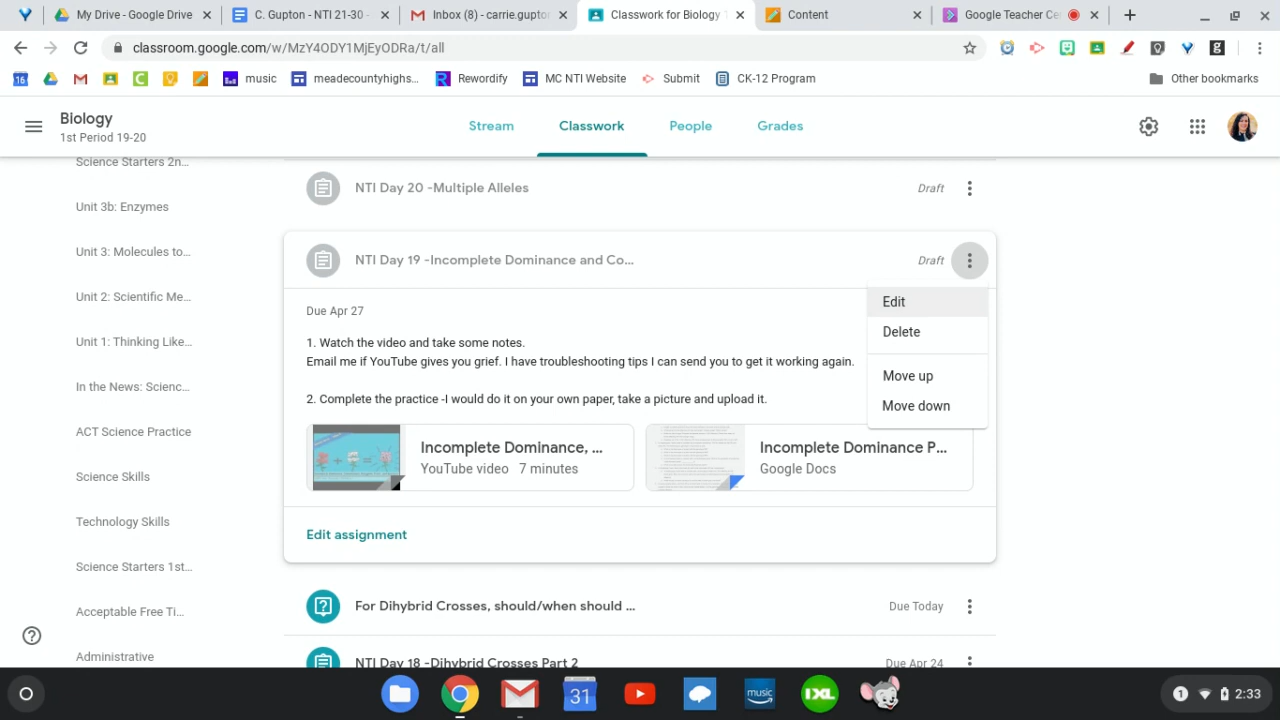 My Drive - Google Drive
C. Gupton - NTI 21-30 -
Inbox (8) - carrie.gupton
Classwork for Biology 1
Content
Google Teacher Cer
classroom.google.com/w/MzY4ODY1MjEyODRa/t/all
16
music
meadecountyhighs...
Rewordify
MC NTI Website
Submit
CK-12 Program
Other bookmarks
Biology
1st Period 19-20
Stream
Classwork
People
Grades
Science Starters 2n...
Unit 3b: Enzymes
Unit 3: Molecules to...
Unit 2: Scientific Me...
Unit 1: Thinking Like...
In the News: Scienc...
ACT Science Practice
Science Skills
Technology Skills
Science Starters 1st...
Acceptable Free Ti...
Administrative
NTI Day 20 -Multiple Alleles
Draft
NTI Day 19 -Incomplete Dominance and Co...
Draft
Edit
Delete
Move up
Move down
Due Apr 27
1. Watch the video and take some notes.
Email me if YouTube gives you grief. I have troubleshooting tips I can send you to get it working again.
2. Complete the practice -I would do it on your own paper, take a picture and upload it.
Incomplete Dominance, ...
YouTube video 7 minutes
Incomplete Dominance P...
Google Docs
Edit assignment
For Dihybrid Crosses, should/when should ...
Due Today
NTI Day 18 -Dihybrid Crosses Part 2
Due Apr 24
31
music
IXL
1
2:33